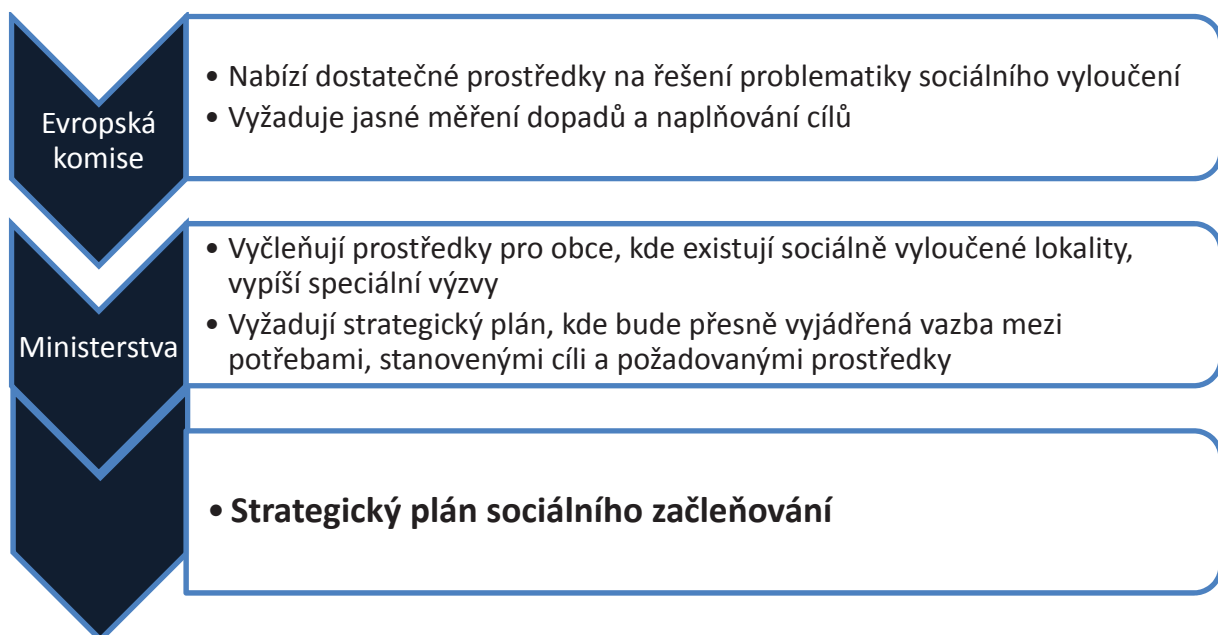 Evropská
komise
• Nabízí dostatečné prostředky na řešení problematiky sociálního vyloučení
• Vyžaduje jasné měření dopadů a naplňování cílů
Ministerstva
• Vyčleňují prostředky pro obce, kde existují sociálně vyloučené lokality,
vypíší speciální výzvy
• Vyžadují strategický plán, kde bude přesně vyjádřená vazba mezi
potřebami, stanovenými cíli a požadovanými prostředky
• Strategický plán sociálního začleňování